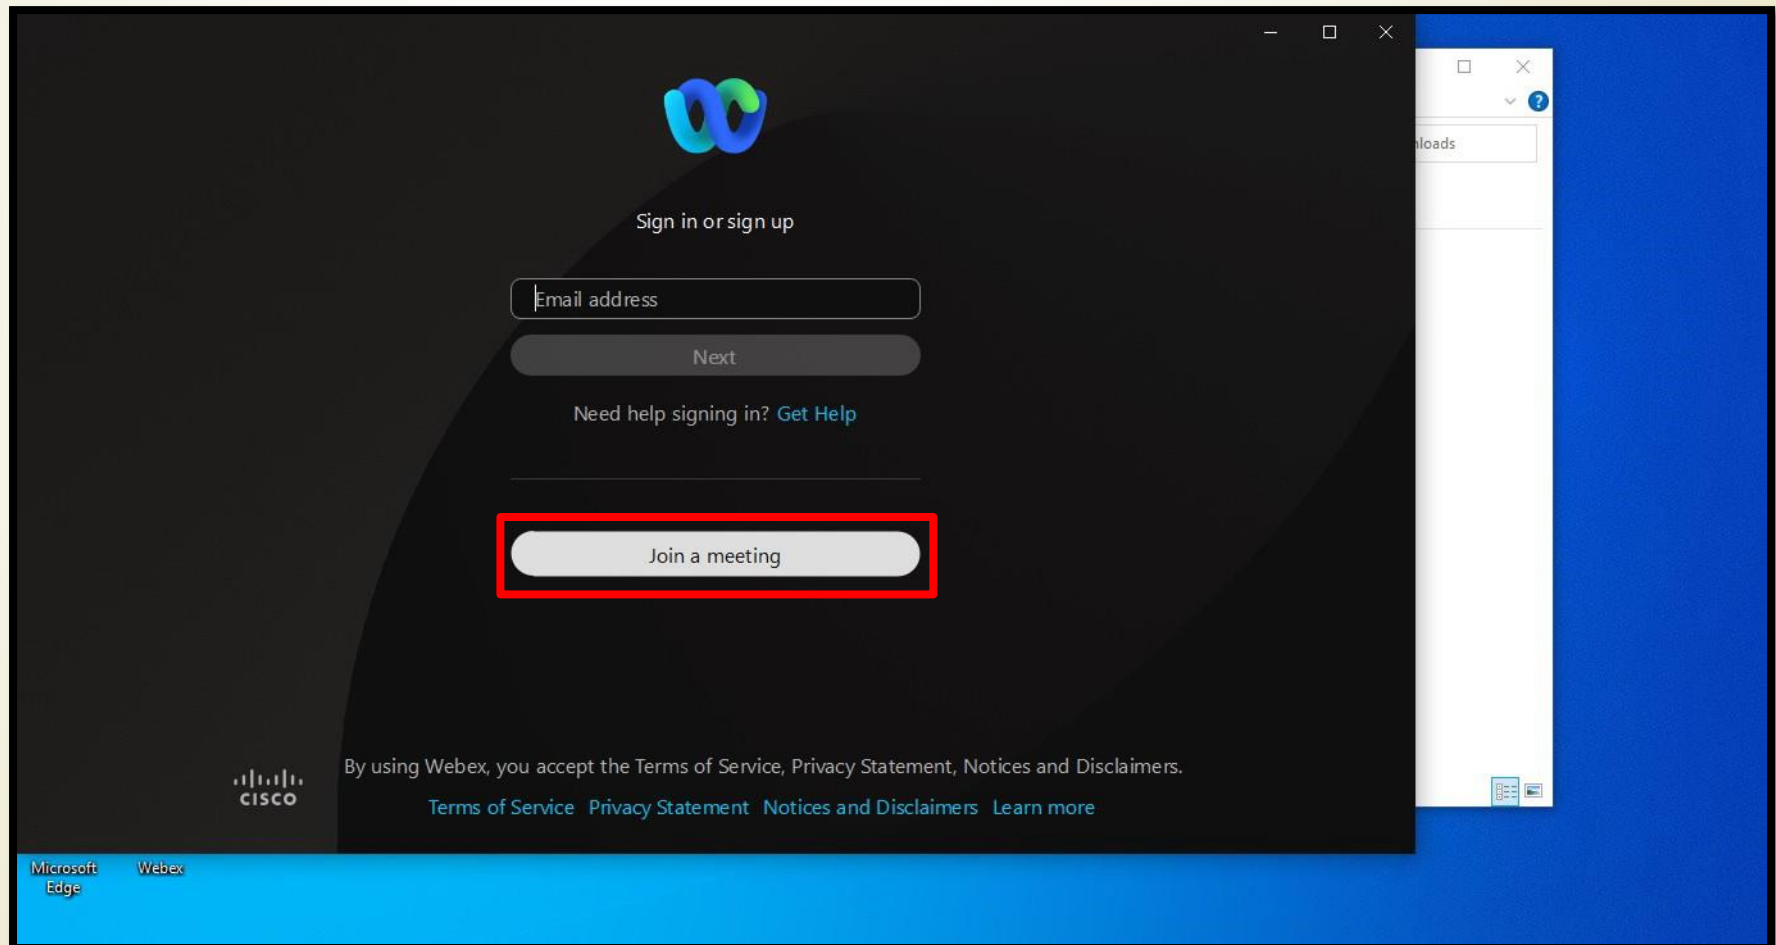 Sign in or sign up
Email address
Next
Need help signing in? Get Help
Join a meeting
By using Webex, you accept the Terms of Service, Privacy Statement, Notices and Disclaimers.
CISCO
Terms of Service Privacy Statement Notices and Disclaimers Learn more
Microsoft
Edge
Webex
nloads
?